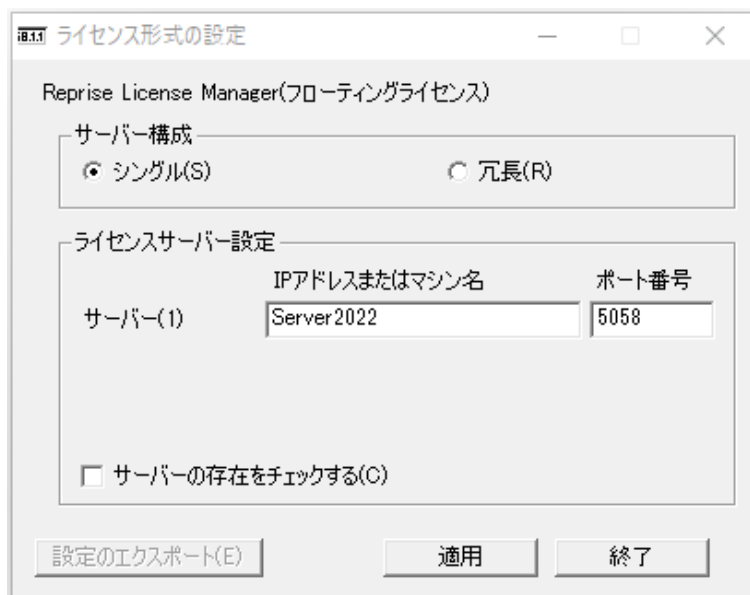 i8.1.1 ライセンス形式の設定
Reprise License Manager(フローティングライセンス)
サーバー構成
シングル(S) 冗長(R)
ライセンスサーバー設定
IPアドレスまたはマシン名 ポート番号
サーバー(1) Server2022 5058
サーバーの存在をチェックする(C)
設定のエクスポート(E) 適用 終了